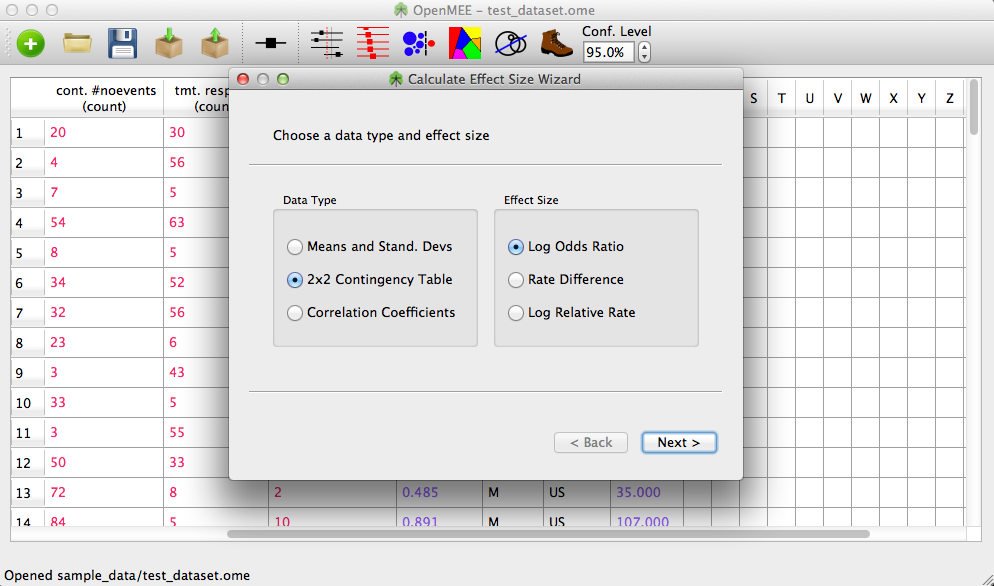 OpenMEE - test_dataset.ome
Conf. Level
95.0%
Calculate Effect Size Wizard
cont. #noevents
(count)
tmt. resp
(coun
S T U V W X Y Z
Choose a data type and effect size
Data Type
Effect Size
Means and Stand. Devs
Log Odds Ratio
2x2 Contingency Table
Rate Difference
Correlation Coefficients
Log Relative Rate
< Back
Next >
1 20 30
2 4 56
3 7 5
4 54 63
5 8 5
6 34 52
7 32 56
8 23 6
9 3 43
10 33 5
11 3 55
12 50 33
13 72 8 2 0.485 M US 35.000
14 84 5 10 0.891 M US 107.000
Opened sample_data/test_dataset.ome